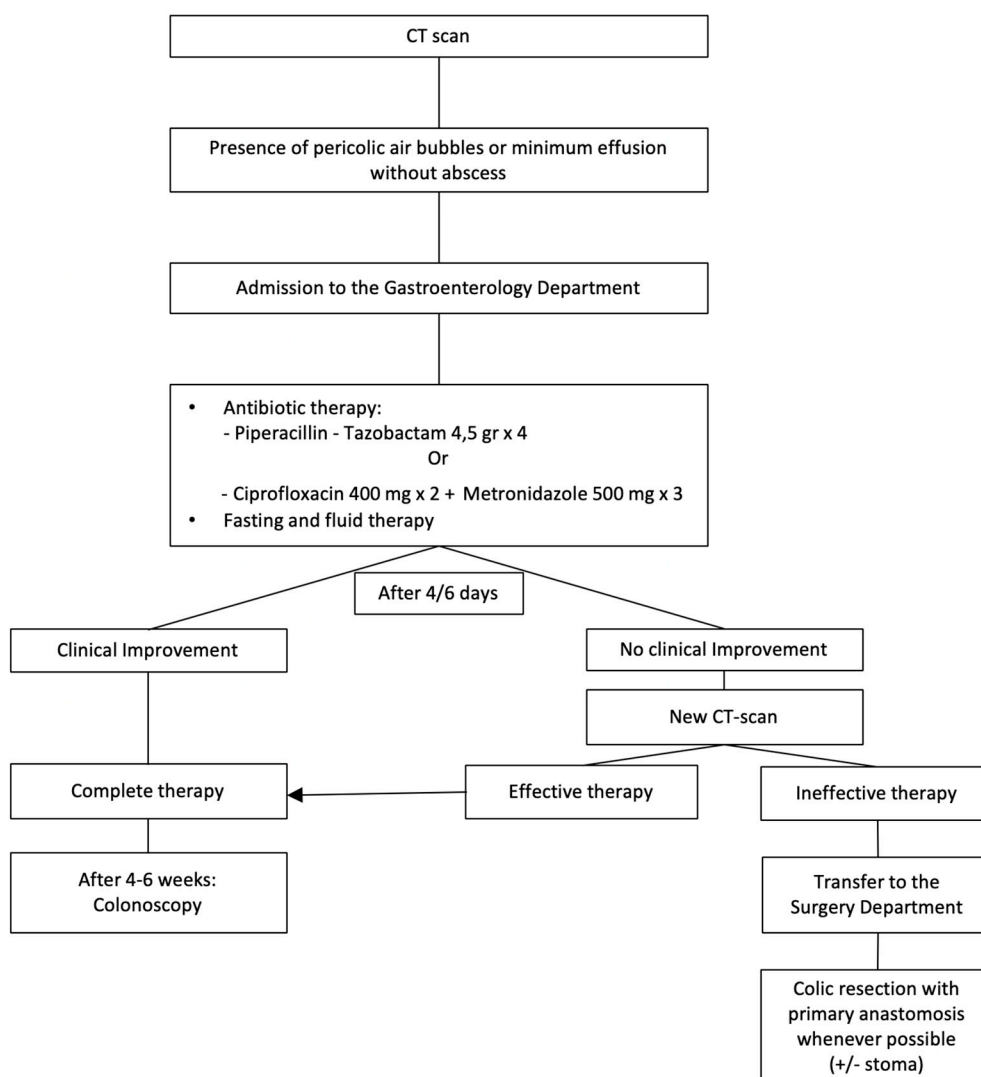 CT scan
Presence of pericolic air bubbles or minimum effusion
without abscess
Admission to the Gastroenterology Department
• Antibiotic therapy:
- Piperacillin - Tazobactam 4,5 gr x 4
Or
- Ciprofloxacin 400 mg x 2 + Metronidazole 500 mg x 3
• Fasting and fluid therapy
After 4/6 days
Clinical Improvement
No clinical Improvement
New CT-scan
Complete therapy
Effective therapy
Ineffective therapy
After 4-6 weeks:
Colonoscopy
Transfer to the
Surgery Department
Colic resection with
primary anastomosis
whenever possible
(+/- stoma)